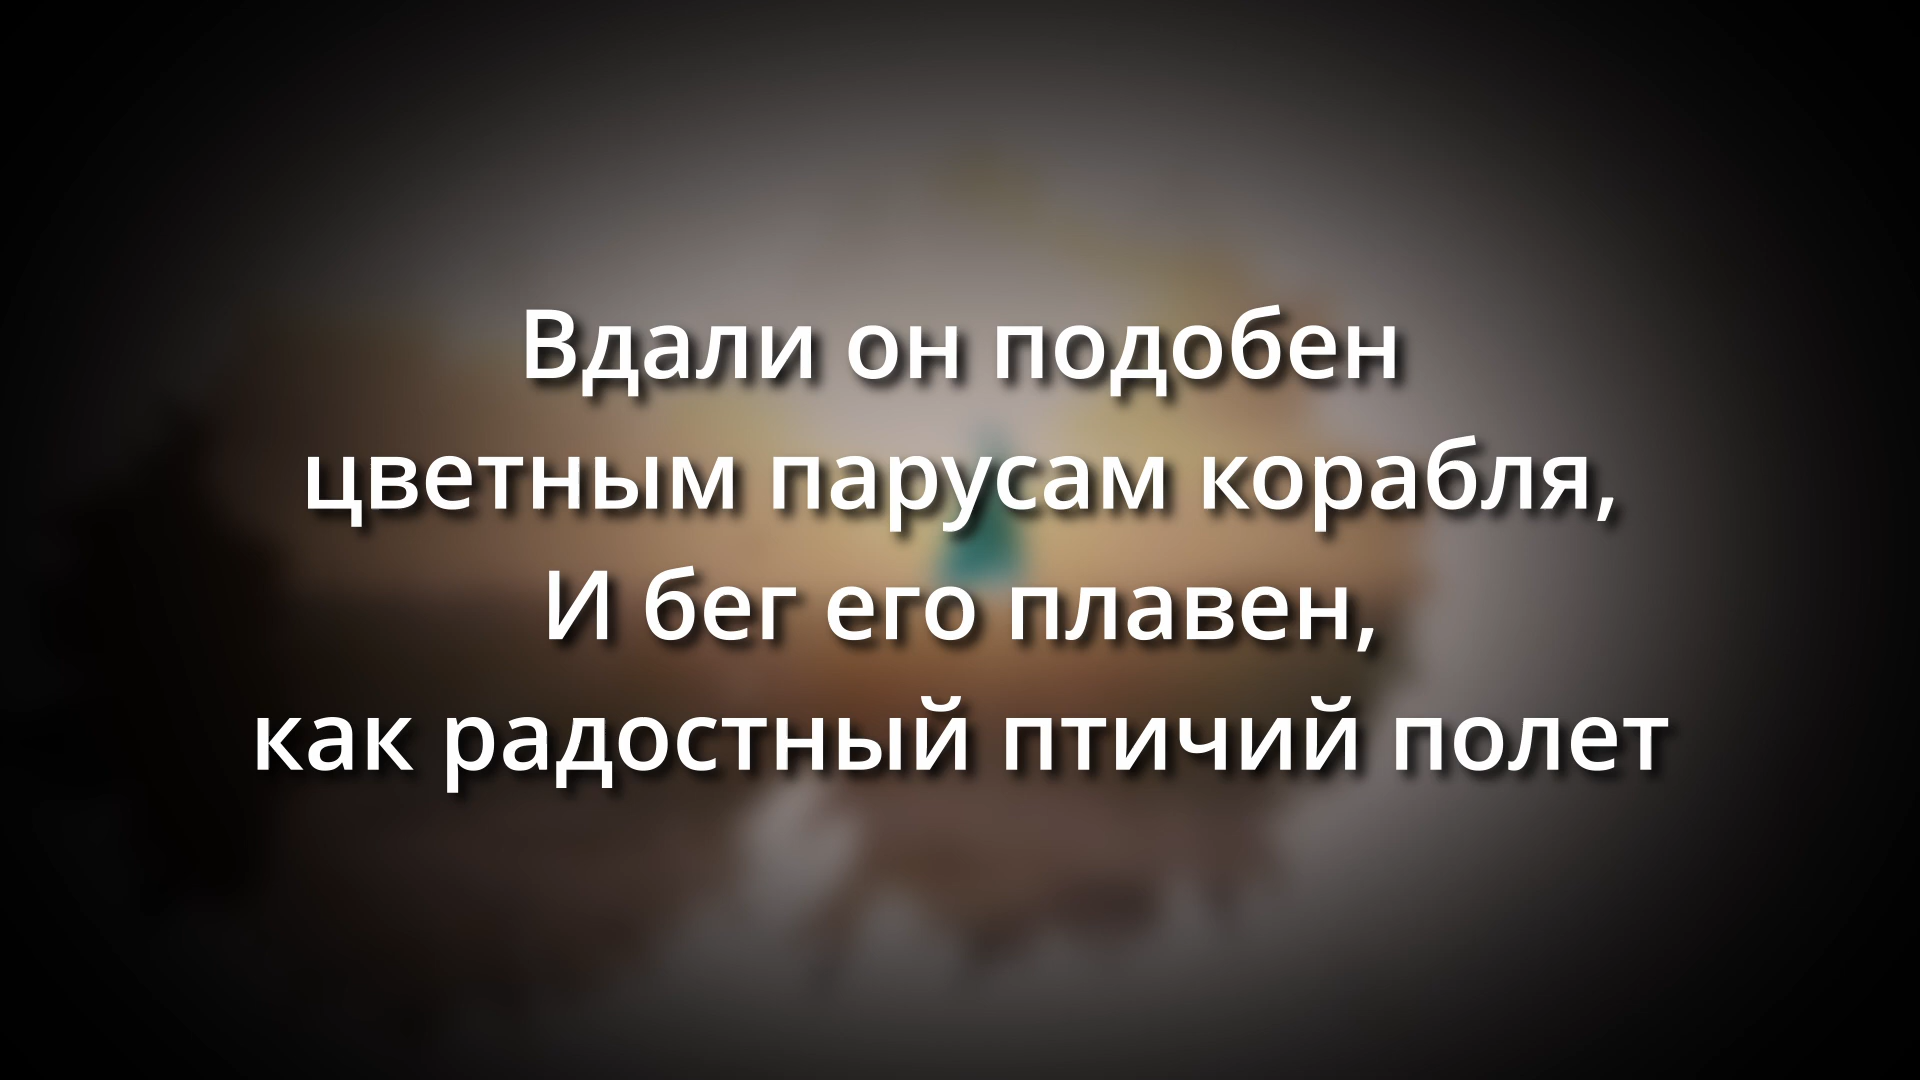 Вдали он подобен
цветным парусам корабля,
И бег его плавен,
как радостный птичий полет